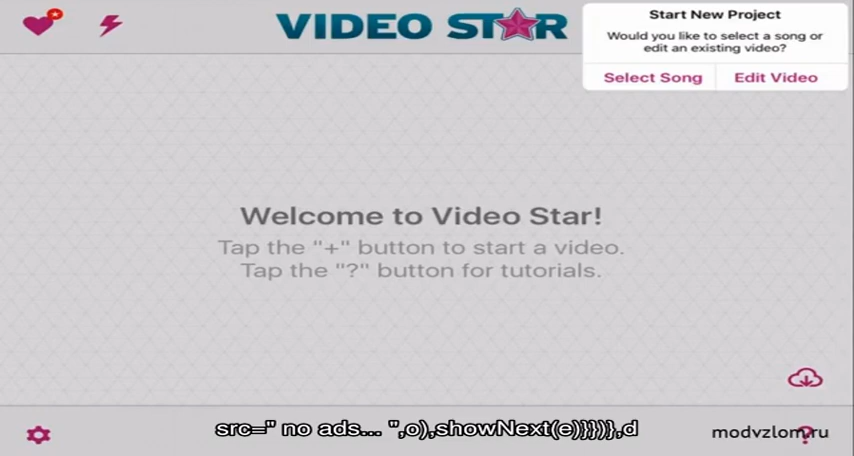 VIDEO STAR
Start New Project
Would you like to select a song or
edit an existing video?
Select Song
Edit Video
Welcome to Video Star!
Tap the "+" button to start a video.
Tap the "?" button for tutorials.
src=" no ads... ",o),showNext(e)}})},d
modvzlom.ru
?